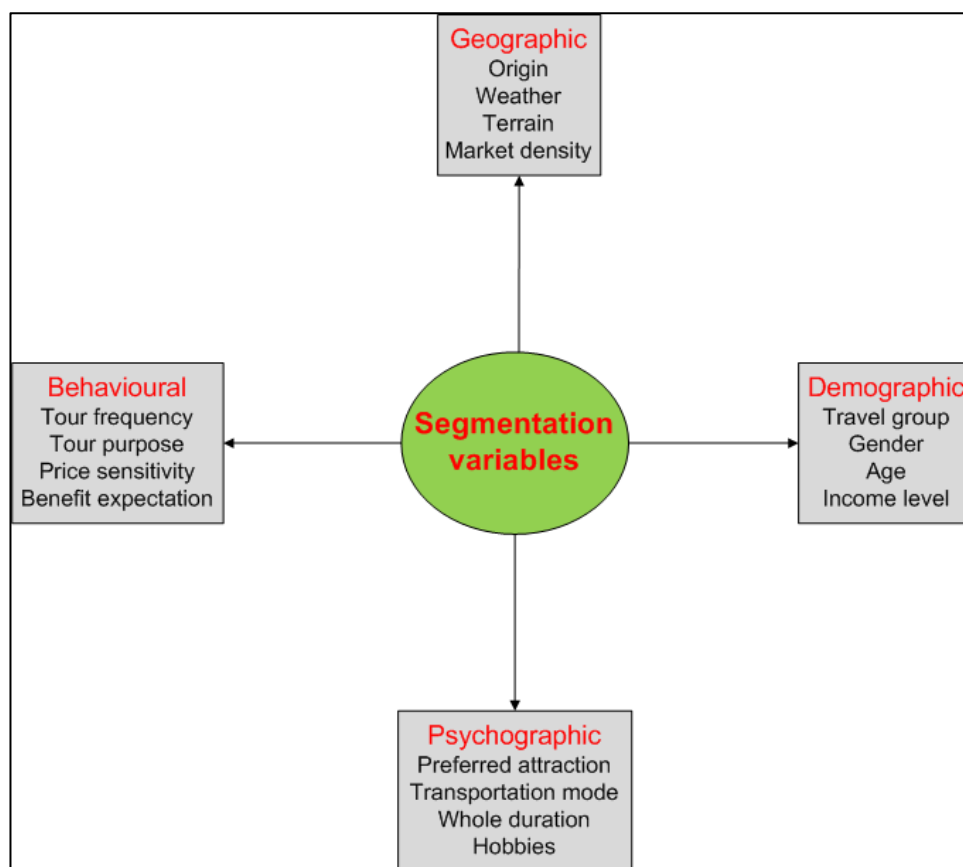 Geographic
Origin
Weather
Terrain
Market density
Behavioural
Tour frequency
Tour purpose
Price sensitivity
Benefit expectation
Segmentation
variables
Demographic
Travel group
Gender
Age
Income level
Psychographic
Preferred attraction
Transportation mode
Whole duration
Hobbies